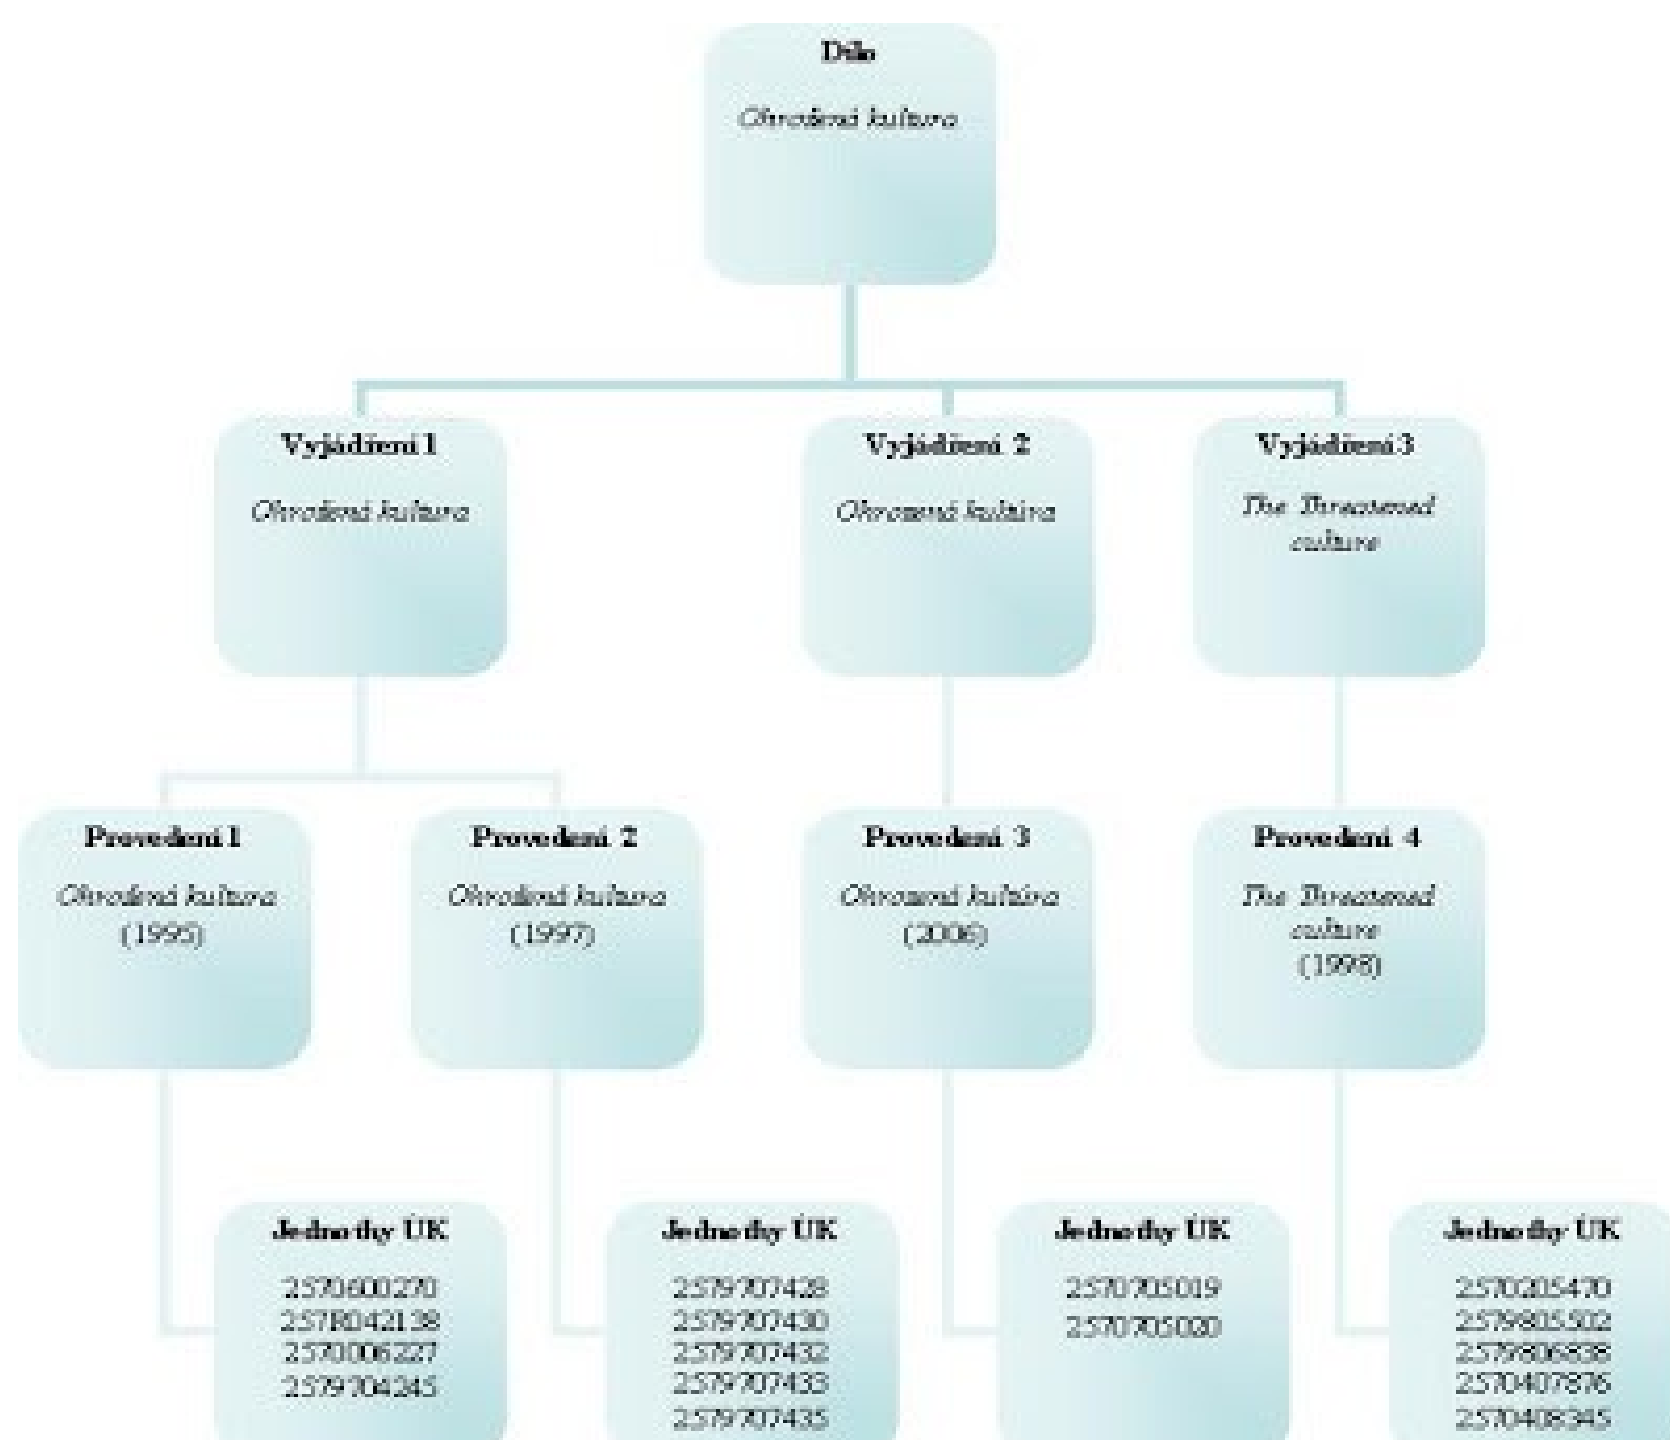 Dílo
Ohrožená kultura
Vyjádření 1
Ohrožená kultura
Vyjádření 2
Ohrozená kultúra
Vyjádření 3
The Threatened
culture
Provedení 1
Ohrožená kultura
(1995)
Provedení 2
Ohrožená kultura
(1997)
Provedení 3
Ohrozená kultúra
(2006)
Provedení 4
The Threatened
culture
(1998)
Jednotky ÚK
2570600270
257R042138
2570006227
2579704245
Jednotky ÚK
2579707428
2579707430
2579707432
2579707433
2579707435
Jednotky ÚK
2570705019
2570705020
Jednotky ÚK
2570205470
2579805502
2579806838
2570407876
2570408345